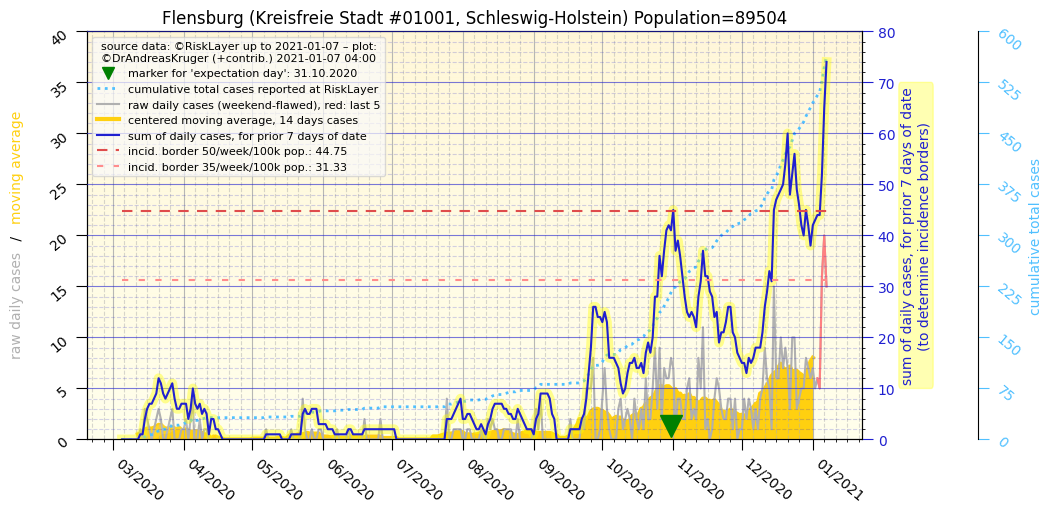 Flensburg (Kreisfreie Stadt #01001, Schleswig-Holstein) Population=89504
source data: ©RiskLayer up to 2021-01-07 – plot:
©DrAndreasKruger (+contrib.) 2021-01-07 04:00
marker for 'expectation day': 31.10.2020
cumulative total cases reported at RiskLayer
raw daily cases (weekend-flawed), red: last 5
centered moving average, 14 days cases
sum of daily cases, for prior 7 days of date
incid. border 50/week/100k pop.: 44.75
incid. border 35/week/100k pop.: 31.33
raw daily cases / moving average
40
35
30
25
20
15
10
5
0
03/2020
04/2020
05/2020
06/2020
07/2020
08/2020
09/2020
10/2020
11/2020
12/2020
01/2021
80
70
60
50
40
30
20
10
0
sum of daily cases, for prior 7 days of date
(to determine incidence borders)
600
525
450
375
300
225
150
75
0
cumulative total cases